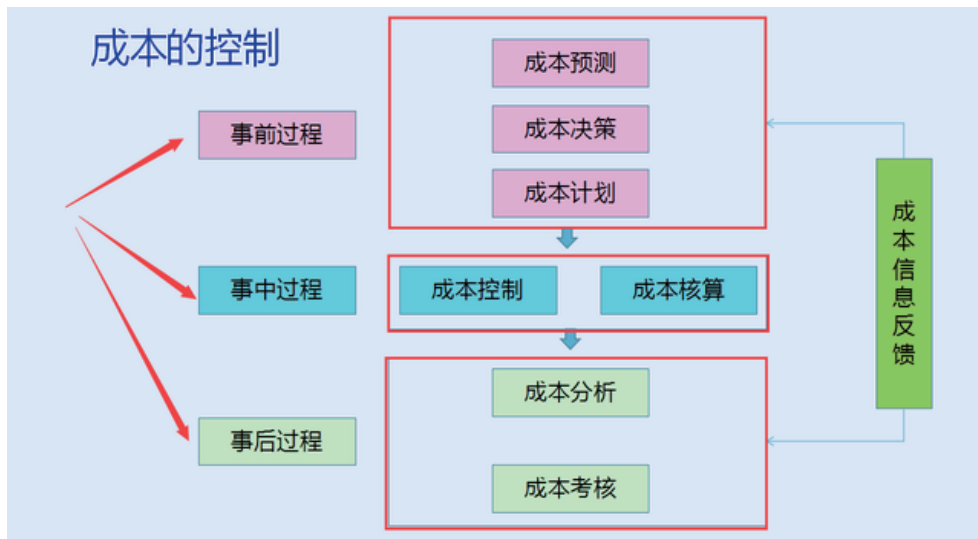 成本的控制
成本预测
事前过程
成本决策
成本计划
事中过程
成本控制
成本核算
成本信息反馈
成本分析
事后过程
成本考核